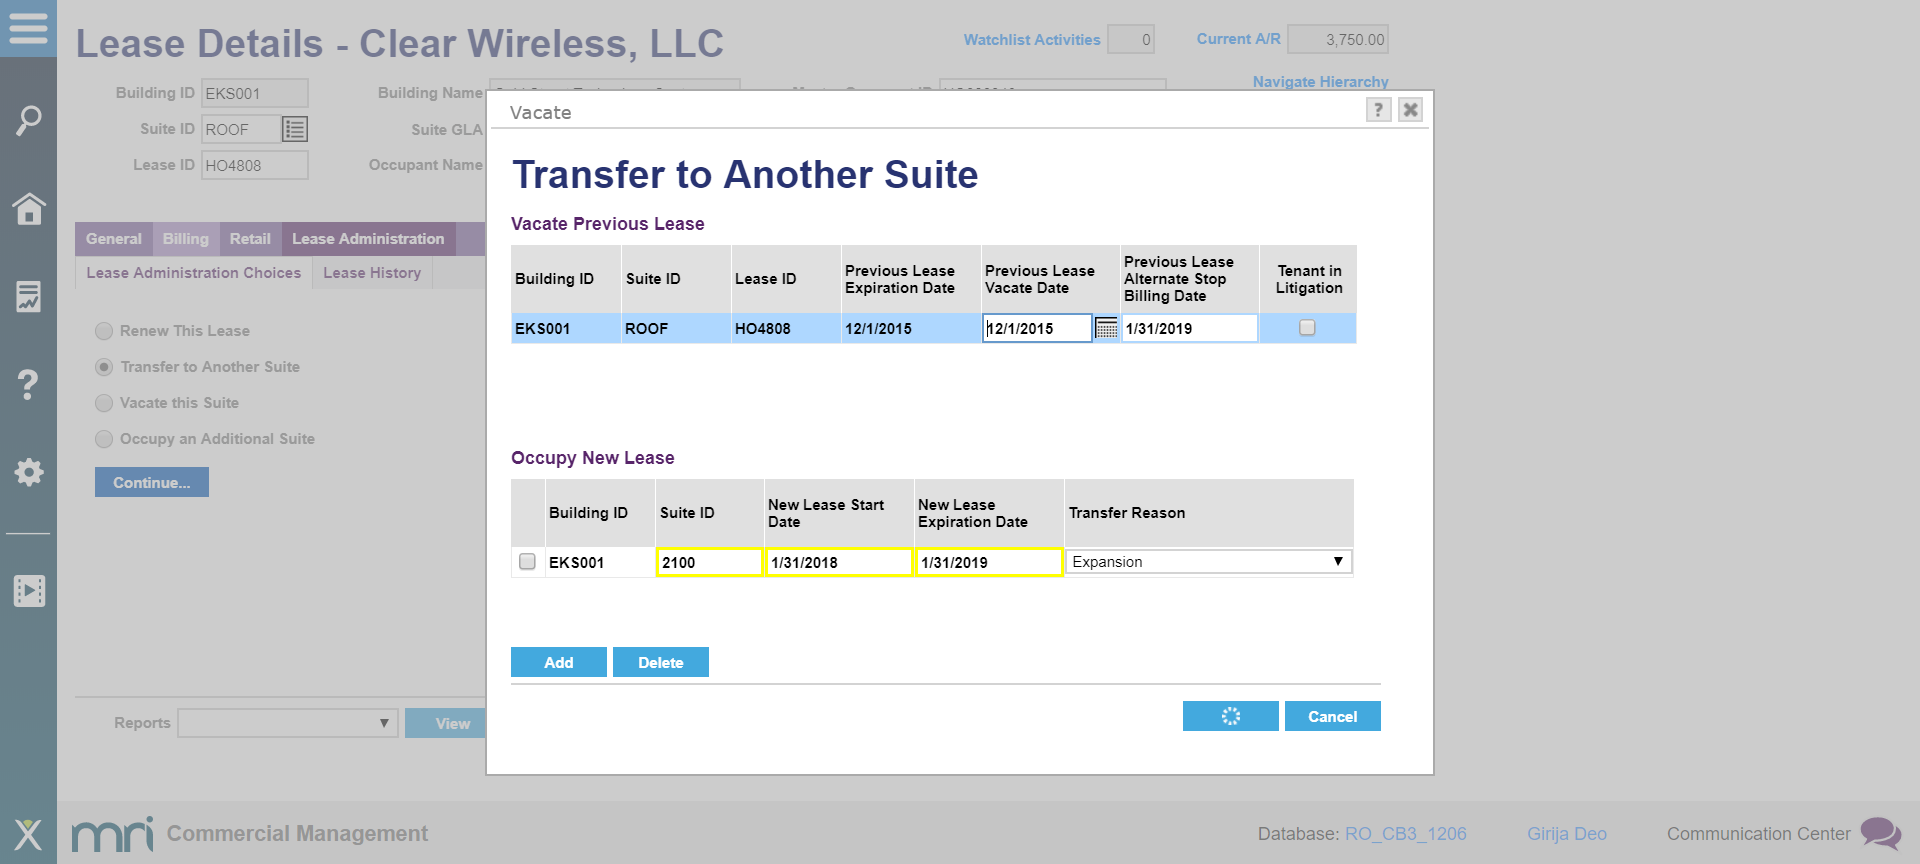 Lease Details - Clear Wireless, LLC
Watchlist Activities 0
Current A/R 3,750.00
Navigate Hierarchy
Building ID EKS001
Building Name
Suite ID ROOF
Suite GLA
Lease ID HO4808
Occupant Name
General Billing Retail Lease Administration
Lease Administration Choices Lease History
Renew This Lease
Transfer to Another Suite
Vacate this Suite
Occupy an Additional Suite
Continue...
Reports
View
Vacate
?
Transfer to Another Suite
Vacate Previous Lease
Building ID Suite ID Lease ID Previous Lease Expiration Date Previous Lease Vacate Date Previous Lease Alternate Stop Billing Date Tenant in Litigation
EKS001 ROOF HO4808 12/1/2015 12/1/2015 1/31/2019
Occupy New Lease
Building ID Suite ID New Lease Start Date New Lease Expiration Date Transfer Reason
EKS001 2100 1/31/2018 1/31/2019 Expansion
Add Delete
Cancel
mri Commercial Management
Database: RO_CB3_1206
Girija Deo
Communication Center